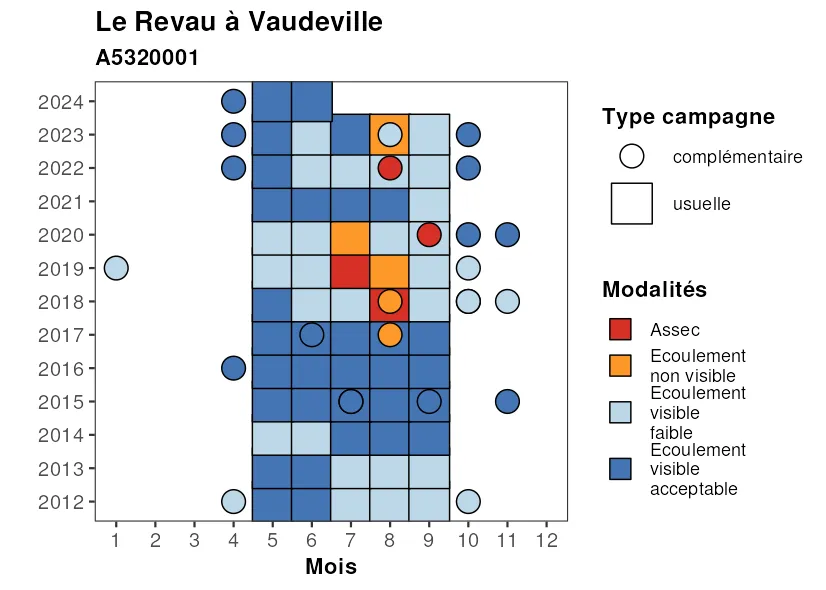 Le Revau à Vaudeville
A5320001
2024
2023
2022
2021
2020
2019
2018
2017
2016
2015
2014
2013
2012
1 2 3 4 5 6 7 8 9 10 11 12
Mois
Type campagne
complémentaire
usuelle
Modalités
Assec
Ecoulement
non visible
Ecoulement
visible
faible
Ecoulement
visible
acceptable